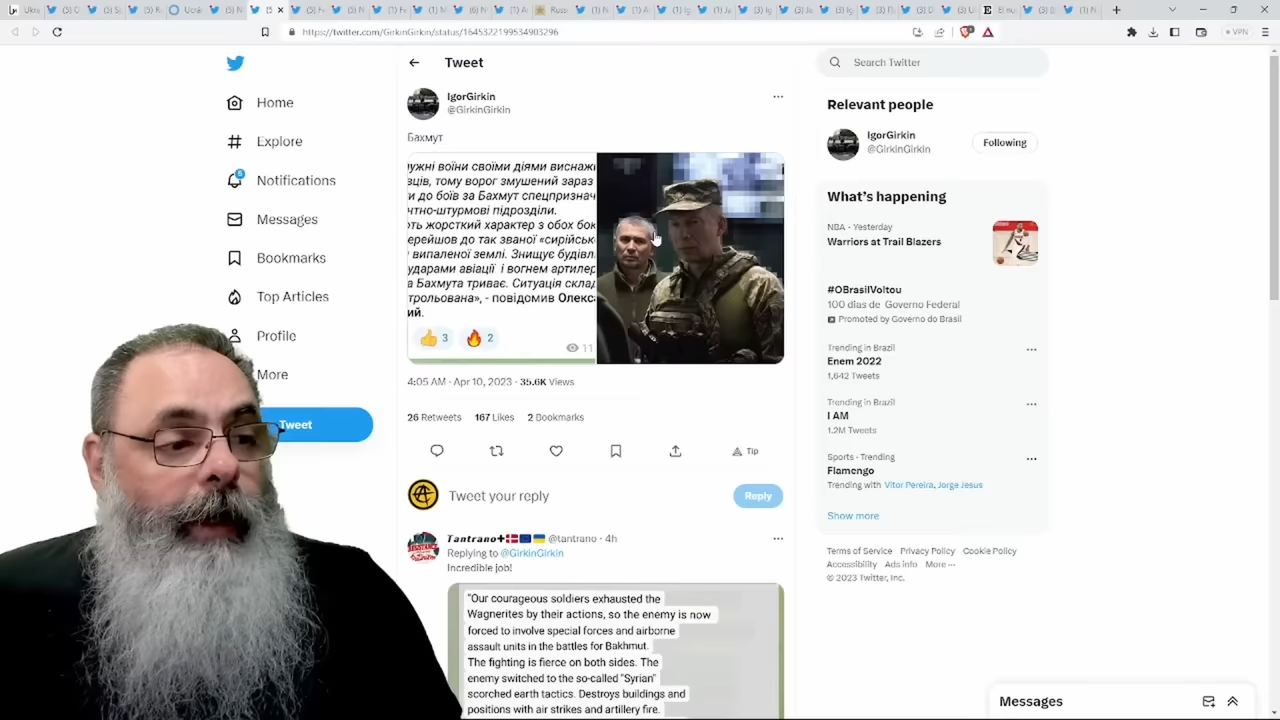 https://twitter.com/GirkinGirkin/status/1645322199534903296
VPN
Home
Explore
6
Notifications
Messages
Bookmarks
Top Articles
Profile
More
Tweet
Tweet
IgorGirkin
@GirkinGirkin
Бахмут
ужні воїни своїми діями виснажи
вців, тому ворог змушений зараз
и до боїв за Бахмут спецпризнач
нтно-штурмові підрозділи.
ть жорсткий характер з обох бок
ерейшов до так званої «сирійсько
випаленої землі. Знищує будівлі
ударами авіації і вогнем артилер
а Бахмута триває. Ситуація склад
трольована», - повідомив Олекс
ий.
3
2
11
4:05 AM · Apr 10, 2023 · 35.6K Views
26 Retweets 167 Likes 2 Bookmarks
Tip
Tweet your reply
Reply
Tantrano
@tantrano · 4h
Replying to @GirkinGirkin
Incredible job!
"Our courageous soldiers exhausted the
Wagnerites by their actions, so the enemy is now
forced to involve special forces and airborne
assault units in the battles for Bakhmut.
The fighting is fierce on both sides. The
enemy switched to the so-called "Syrian"
scorched earth tactics. Destroys buildings and
positions with air strikes and artillery fire.
Search Twitter
Relevant people
IgorGirkin
@GirkinGirkin
Following
What's happening
NBA · Yesterday
Warriors at Trail Blazers
#OBrasilVoltou
100 dias de Governo Federal
Promoted by Governo do Brasil
Trending in Brazil
Enem 2022
1,642 Tweets
Trending in Brazil
I AM
1.2M Tweets
Sports · Trending
Flamengo
Trending with Vitor Pereira, Jorge Jesus
Show more
Terms of Service Privacy Policy Cookie Policy
Accessibility Ads info More ···
© 2023 Twitter, Inc.
Messages